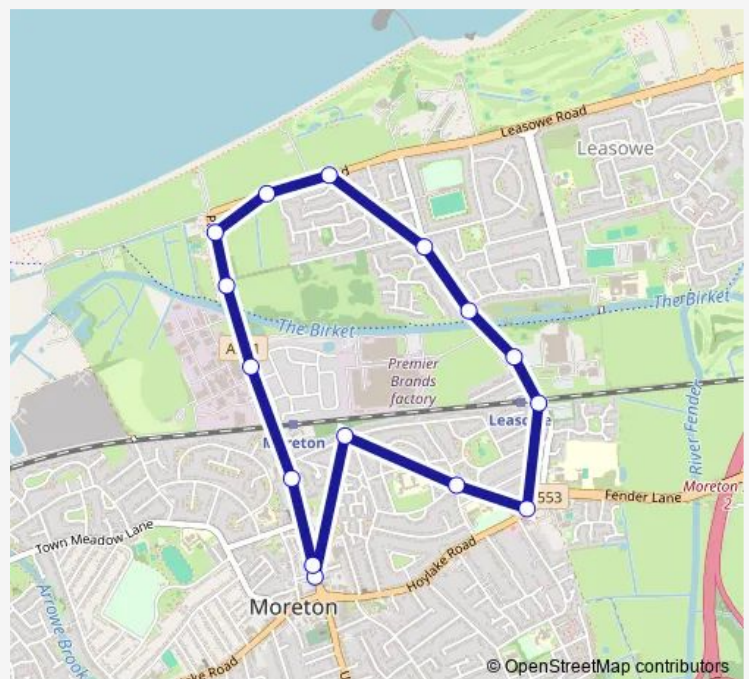 Leasowe Road
Leasowe
The Birket
The Birket
Premier
Brands
factory
Moreton
River Fender
553
Fender Lane
Moreton
2
Town Meadow Lane
Hoylake Road
Moreton
Arrowe Brook
© OpenStreetMap contributors